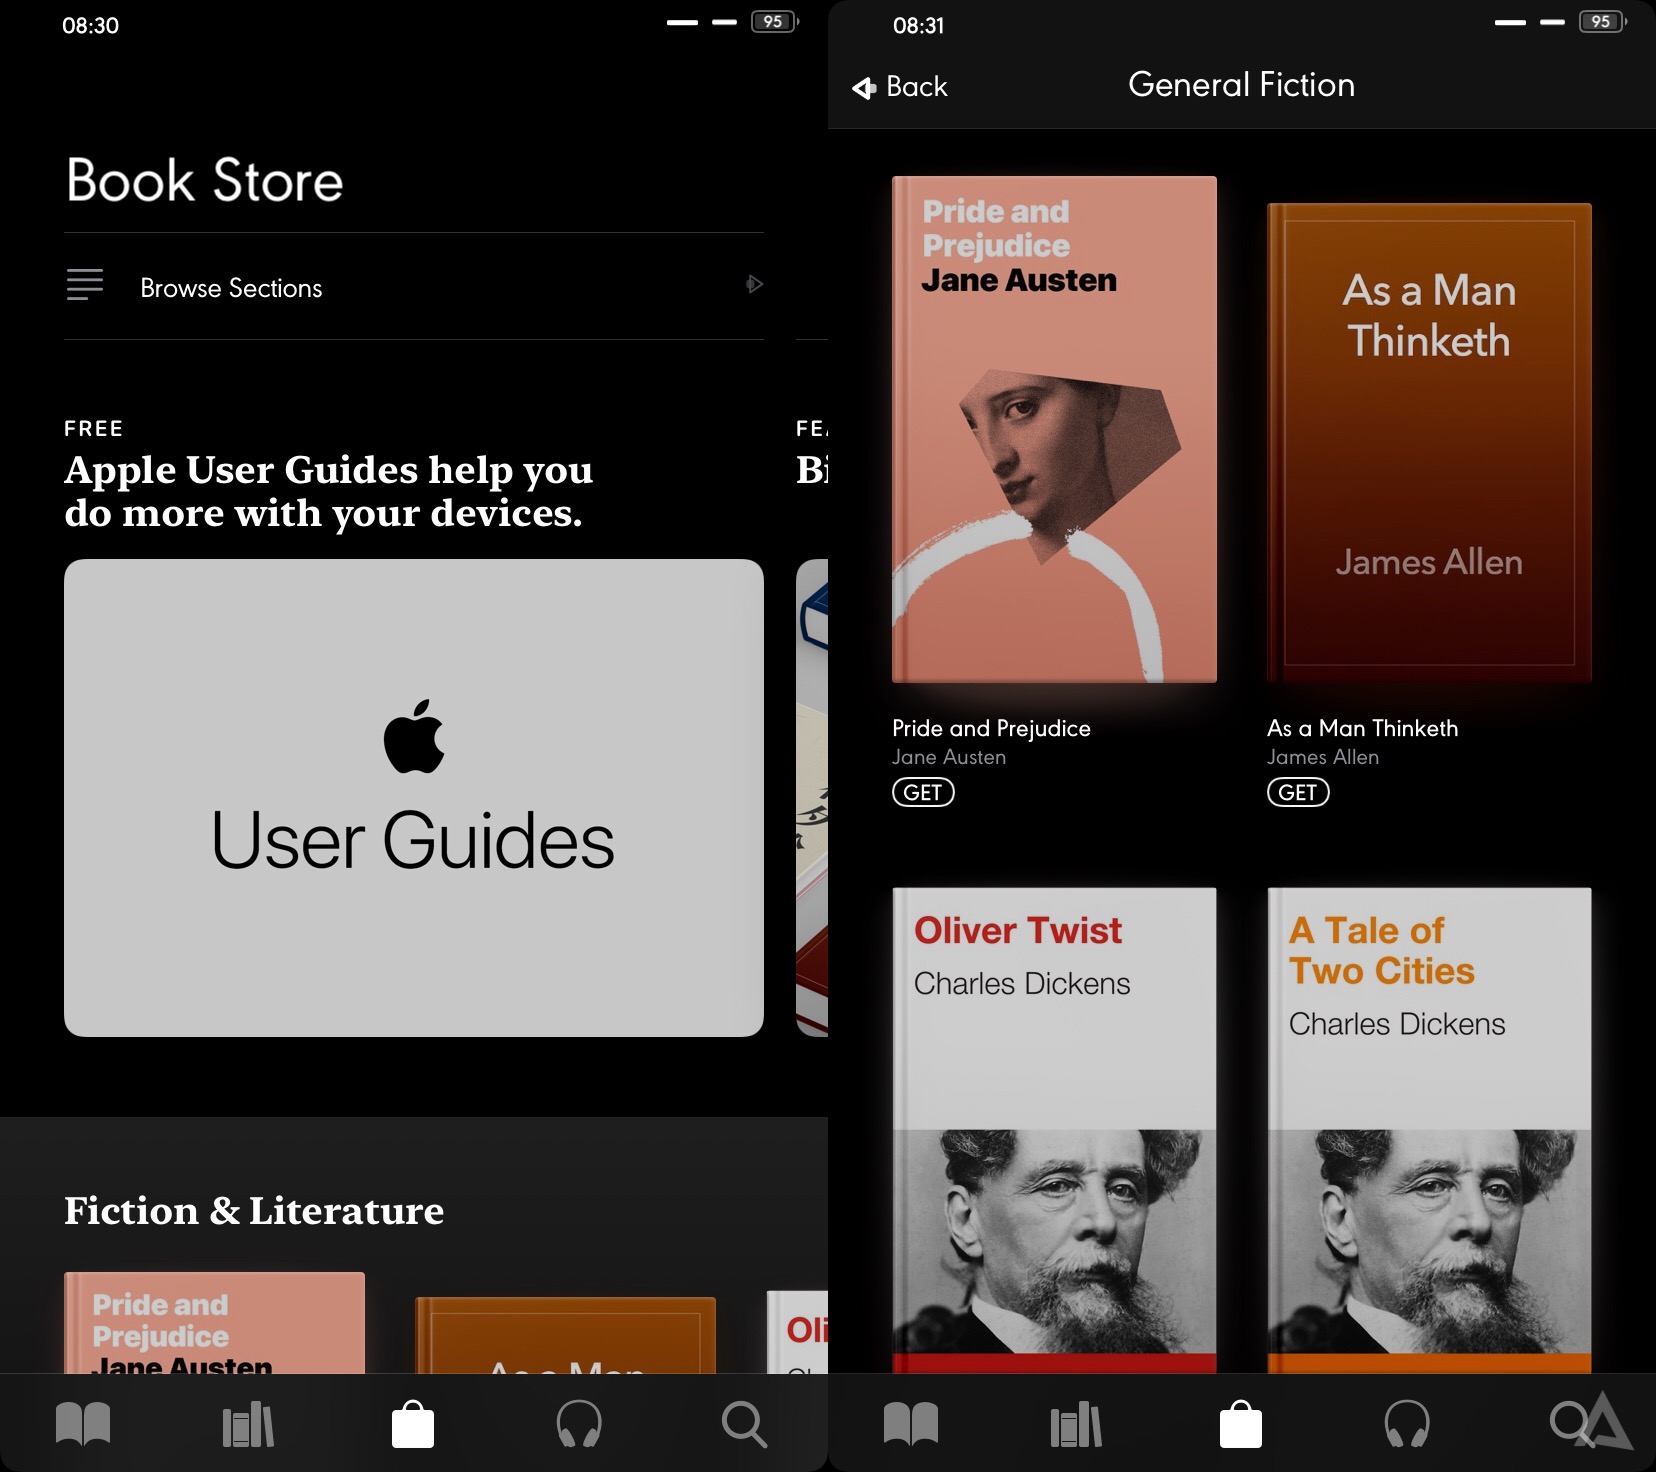 08:30
95
Book Store
Browse Sections
FREE
Apple User Guides help you
do more with your devices.
User Guides
Fiction & Literature
Pride and
Prejudice
Jane Austen
As a Man
08:31
95
Back
General Fiction
Pride and
Prejudice
Jane Austen
As a Man
Thinketh
James Allen
Pride and Prejudice
Jane Austen
GET
As a Man Thinketh
James Allen
GET
Oliver Twist
Charles Dickens
A Tale of
Two Cities
Charles Dickens